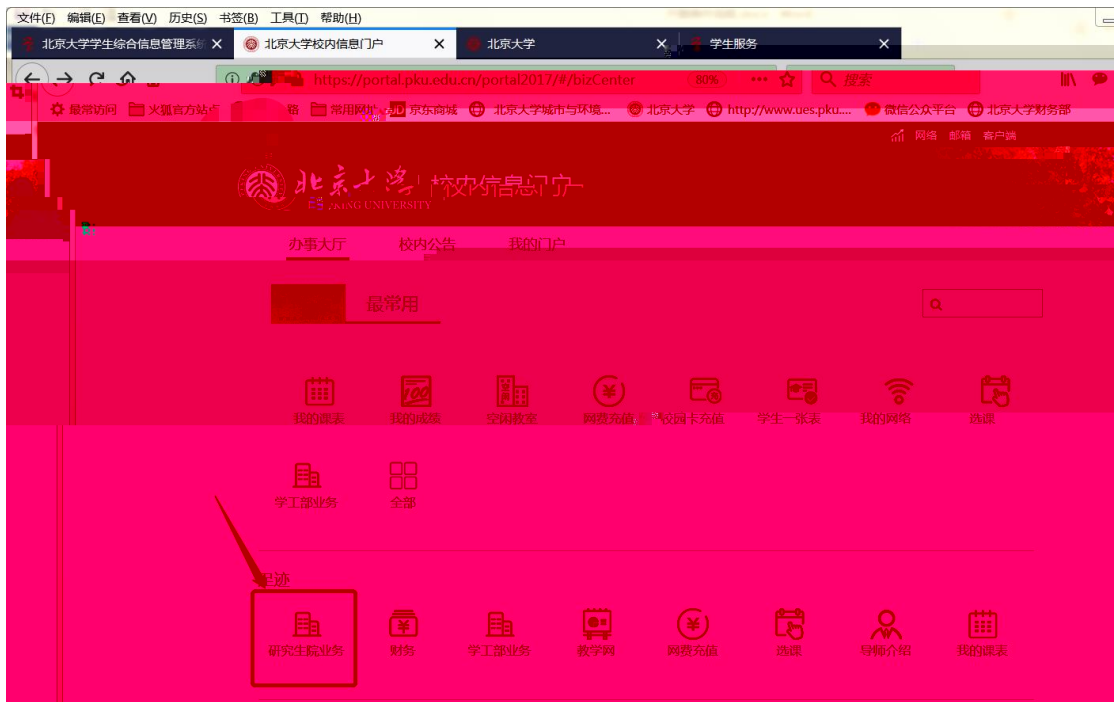 文件(F) 编辑(E) 查看(V) 历史(S) 书签(B) 工具(T) 帮助(H)
北京大学学生综合信息管理系统 北京大学校内信息门户 北京大学 学生服务
https://portal.pku.edu.cn/portal2017/#/bizCenter 80% 搜索
最常访问 火狐官方站点 常用网址 JD 京东商城 北京大学城市与环境... 北京大学 http://www.ues.pku.... 微信公众平台 北京大学财务部
网络 邮箱 客户端
北京大学 校内信息门户
PEKING UNIVERSITY
办事大厅 校内公告 我的门户
最常用
我的课表 我的成绩 空闲教室 网费充值 校园卡充值 学生一张表 我的网络 选课
学工部业务 全部
足迹
研究生院业务 财务 学工部业务 教学网 网费充值 选课 导师介绍 我的课表